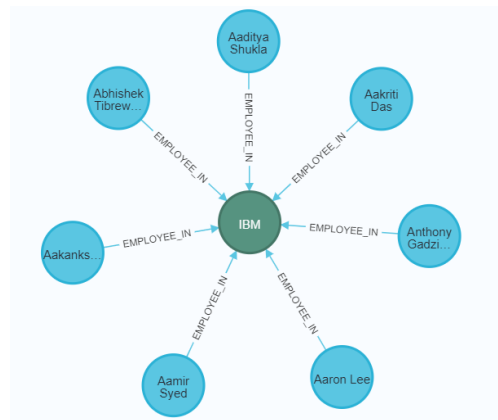 Aaditya
Shukla
Abhishek
Tibrew…
Aakriti
Das
EMPLOYEE_IN
EMPLOYEE_IN
EMPLOYEE_IN
IBM
EMPLOYEE_IN
Anthony
Gadzi…
EMPLOYEE_IN
Aakanks…
EMPLOYEE_IN
EMPLOYEE_IN
Aamir
Syed
Aaron Lee